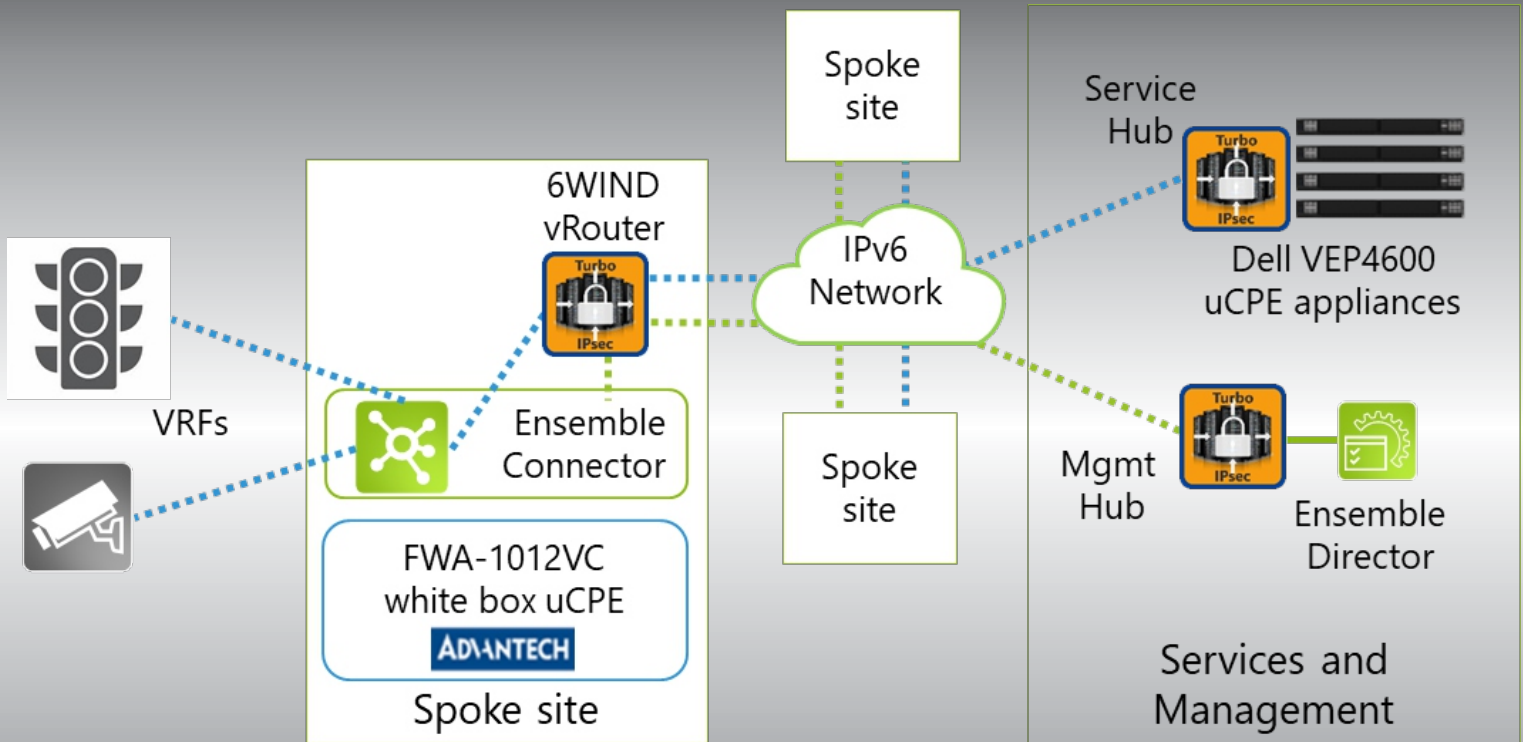 Spoke
site
Service
Hub
Turbo
IPsec
Dell VEP4600
uCPE appliances
6WIND
vRouter
Turbo
IPsec
IPv6
Network
VRFs
Ensemble
Connector
FWA-1012VC
white box uCPE
ADVANTECH
Spoke site
Spoke
site
Mgmt
Hub
Turbo
IPsec
Ensemble
Director
Services and
Management